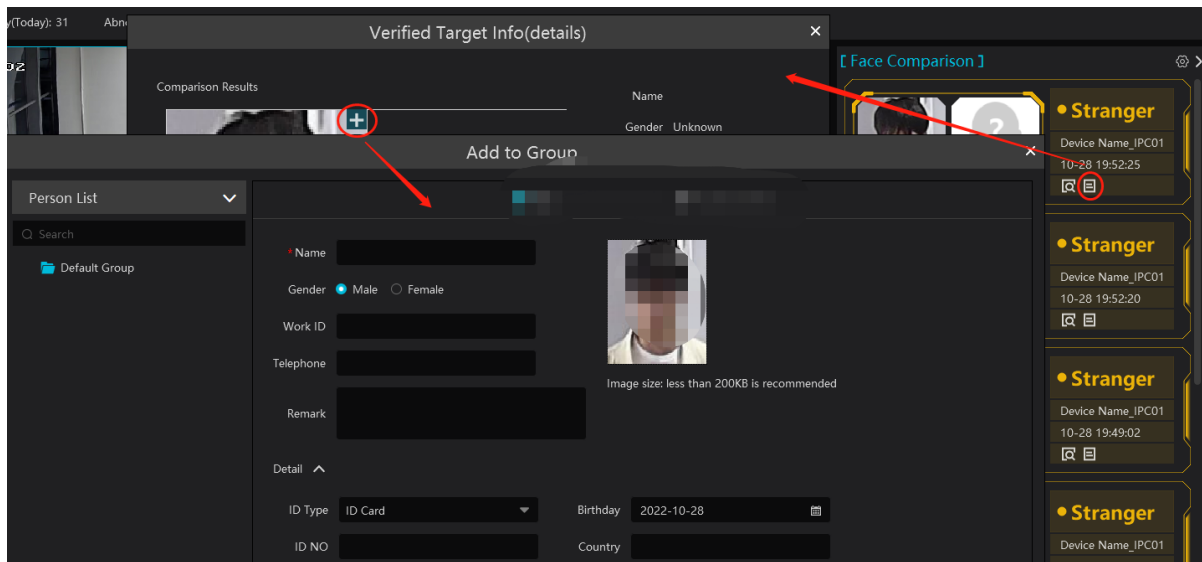 y(Today): 31
Abn
Verified Target Info(details)
[ Face Comparison ]
Comparison Results
Name
Gender Unknown
Stranger
Device Name_IPC01
10-28 19:52:25
Add to Group
Person List
Search
Default Group
* Name
Gender Male Female
Work ID
Telephone
Remark
Image size: less than 200KB is recommended
Detail
ID Type ID Card
Birthday 2022-10-28
ID NO
Country
Stranger
Device Name_IPC01
10-28 19:52:20
Stranger
Device Name_IPC01
10-28 19:49:02
Stranger
Device Name_IPC01